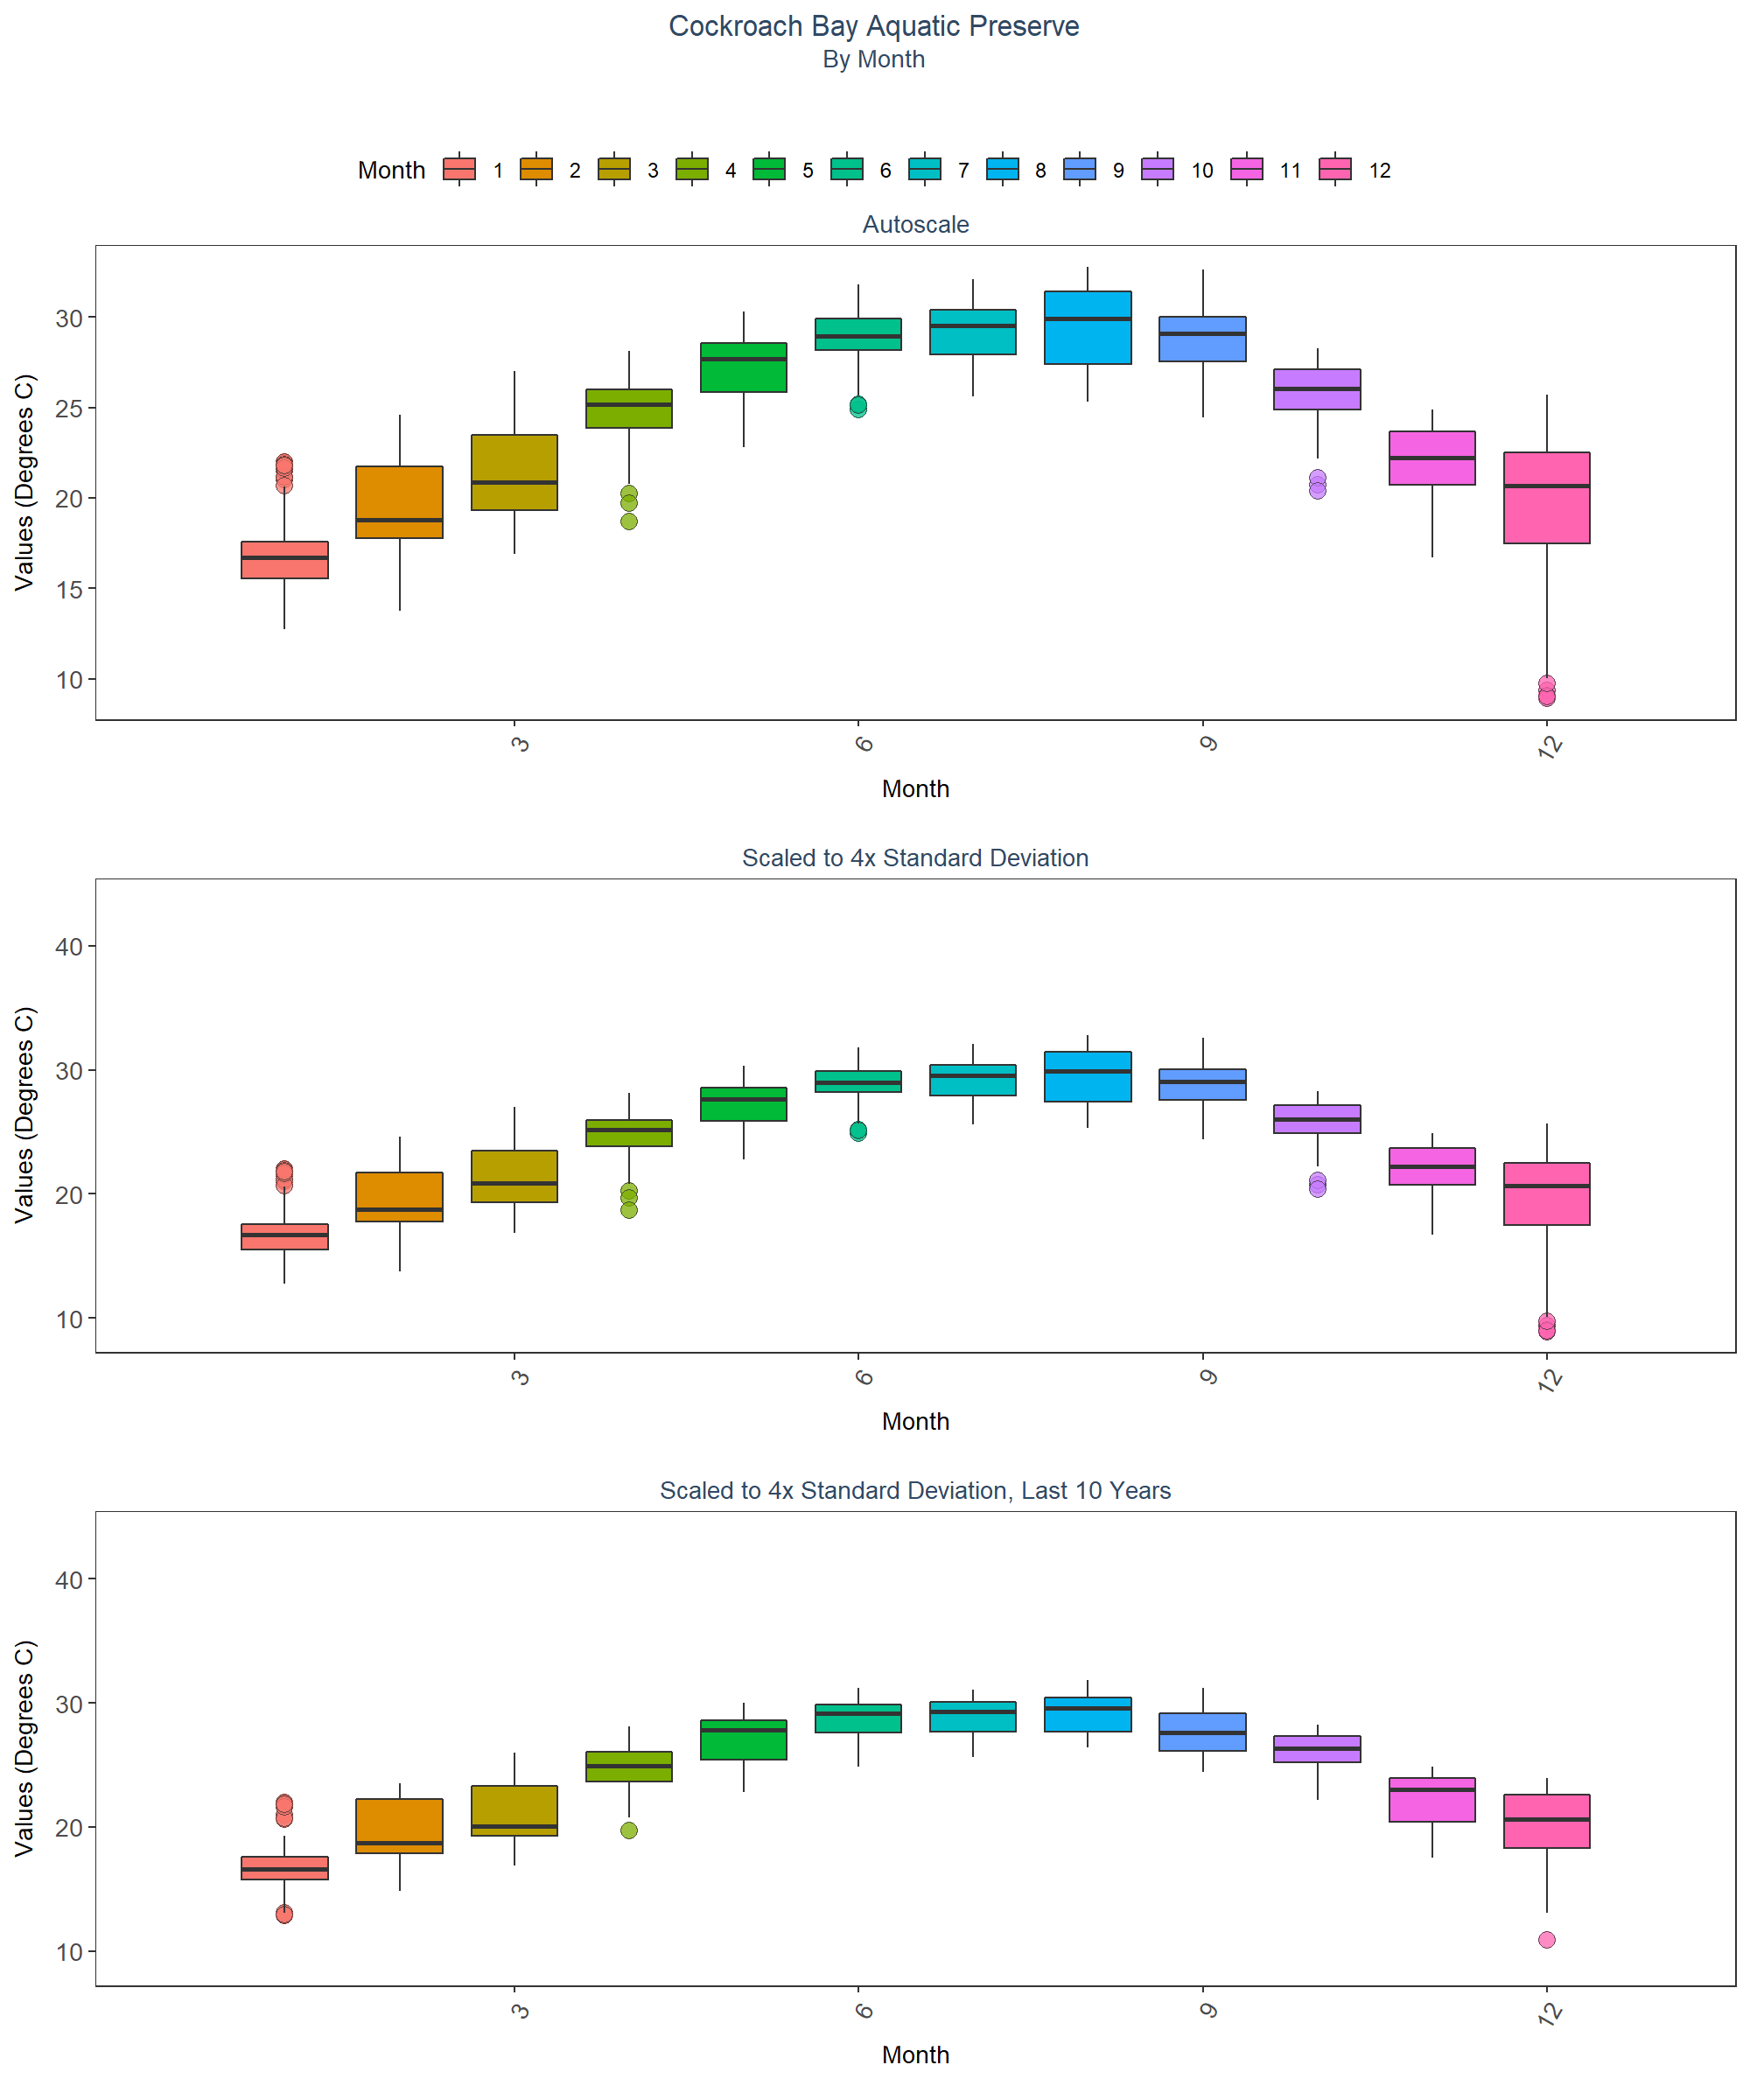 Cockroach Bay Aquatic Preserve
By Month
Month 1 2 3 4 5 6 7 8 9 10 11 12
Autoscale
Values (Degrees C)
30
25
20
15
10
3 6 9 12
Month
Scaled to 4x Standard Deviation
Values (Degrees C)
40
30
20
10
3 6 9 12
Month
Scaled to 4x Standard Deviation, Last 10 Years
Values (Degrees C)
40
30
20
10
3 6 9 12
Month